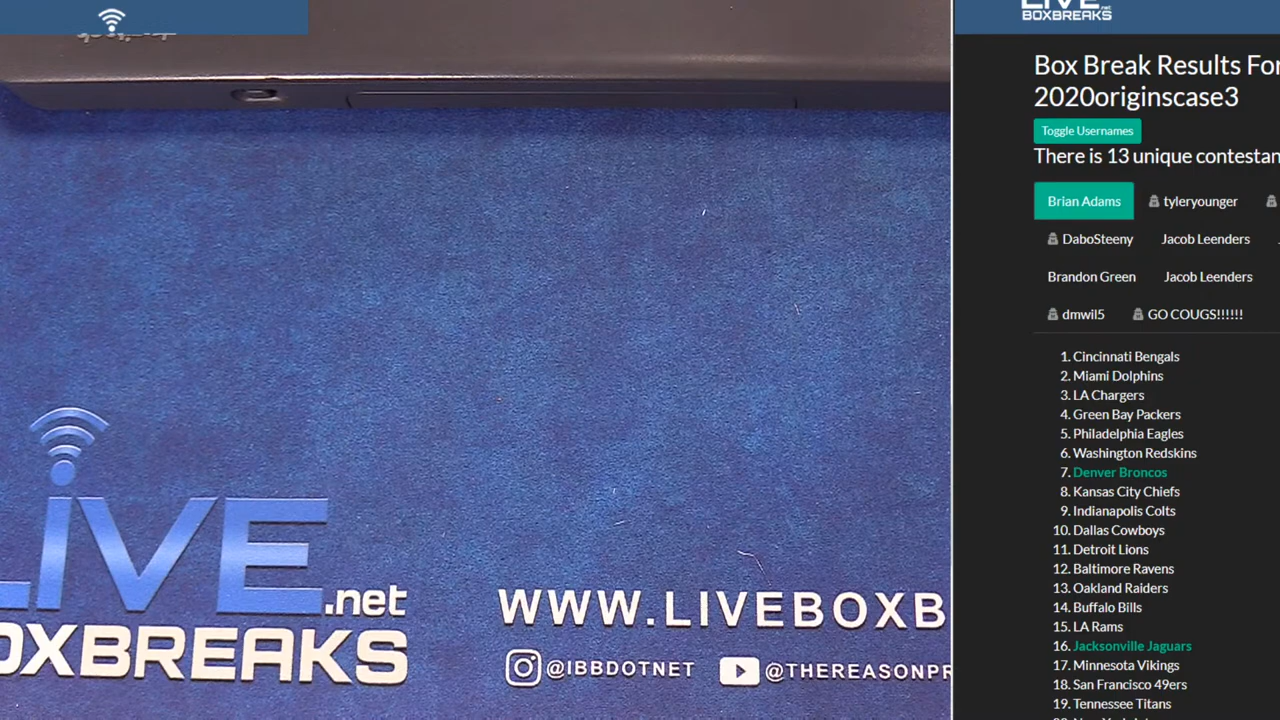 LIVE
.net
BOXBREAKS
WWW.LIVEBOXB
@IBBDOTNET
@THEREASONPR
LIVE
.net
BOXBREAKS
Box Break Results For
2020originscase3
Toggle Usernames
There is 13 unique contestan
Brian Adams tyleryounger
DaboSteeny Jacob Leenders
Brandon Green Jacob Leenders
dmwil5 GO COUGS!!!!!!
1. Cincinnati Bengals
2. Miami Dolphins
3. LA Chargers
4. Green Bay Packers
5. Philadelphia Eagles
6. Washington Redskins
7. Denver Broncos
8. Kansas City Chiefs
9. Indianapolis Colts
10. Dallas Cowboys
11. Detroit Lions
12. Baltimore Ravens
13. Oakland Raiders
14. Buffalo Bills
15. LA Rams
16. Jacksonville Jaguars
17. Minnesota Vikings
18. San Francisco 49ers
19. Tennessee Titans